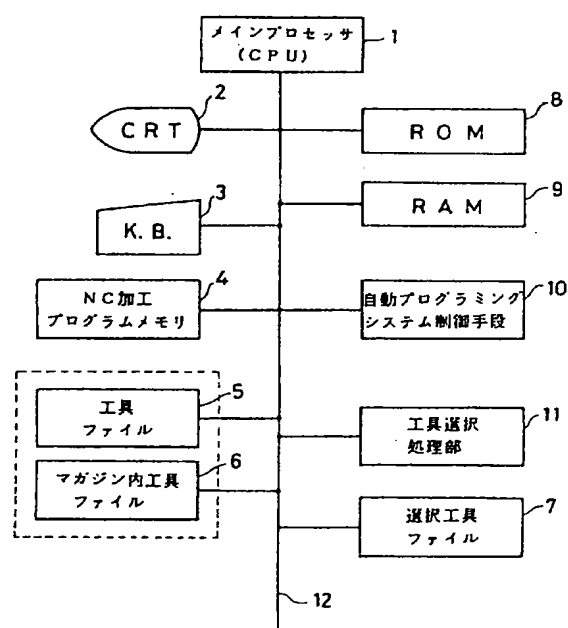 メインプロセッサ
(CPU)
1
2
CRT
8
ROM
3
K.B.
9
RAM
4
NC加工
プログラムメモリ
10
自動プログラミング
システム制御手段
5
工具
ファイル
11
工具選択
処理部
6
マガジン内工具
ファイル
7
選択工具
ファイル
12